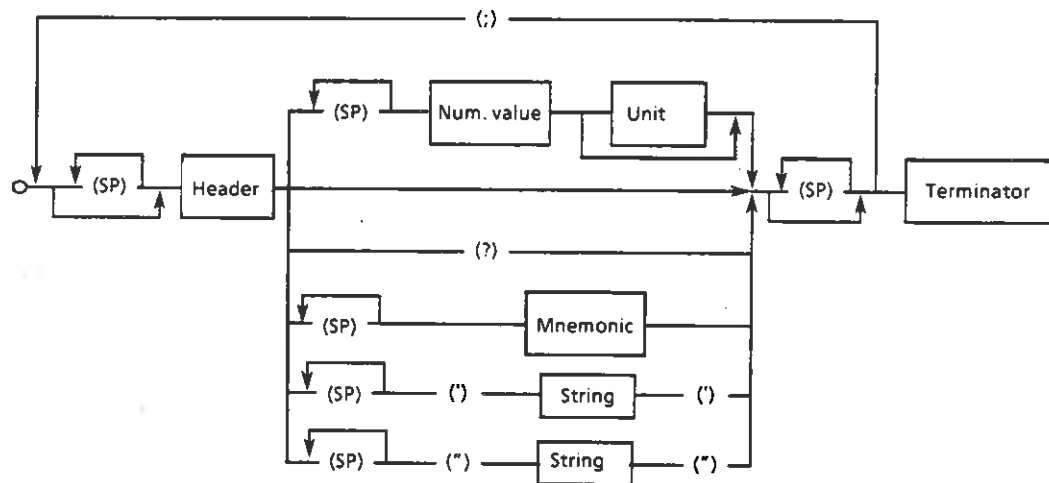 (;)
(SP) Num. value Unit
(SP) Header (SP) Terminator
(?)
(SP) Mnemonic
(SP) (') String (')
(SP) (") String (")